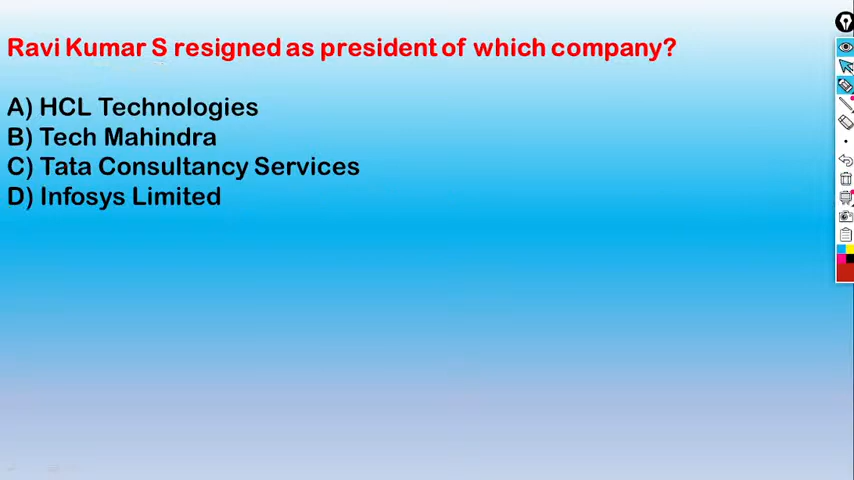 Ravi Kumar S resigned as president of which company?
A) HCL Technologies
B) Tech Mahindra
C) Tata Consultancy Services
D) Infosys Limited